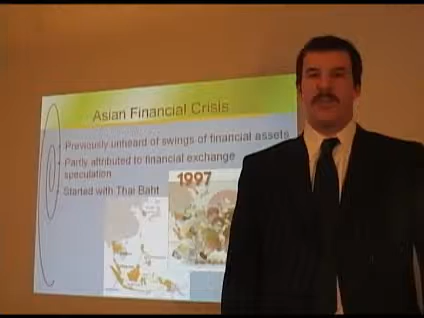 Asian Financial Crisis
Previously unheard of swings of financial assets
Partly attributed to financial exchange
speculation
Started with Thai Baht
1997